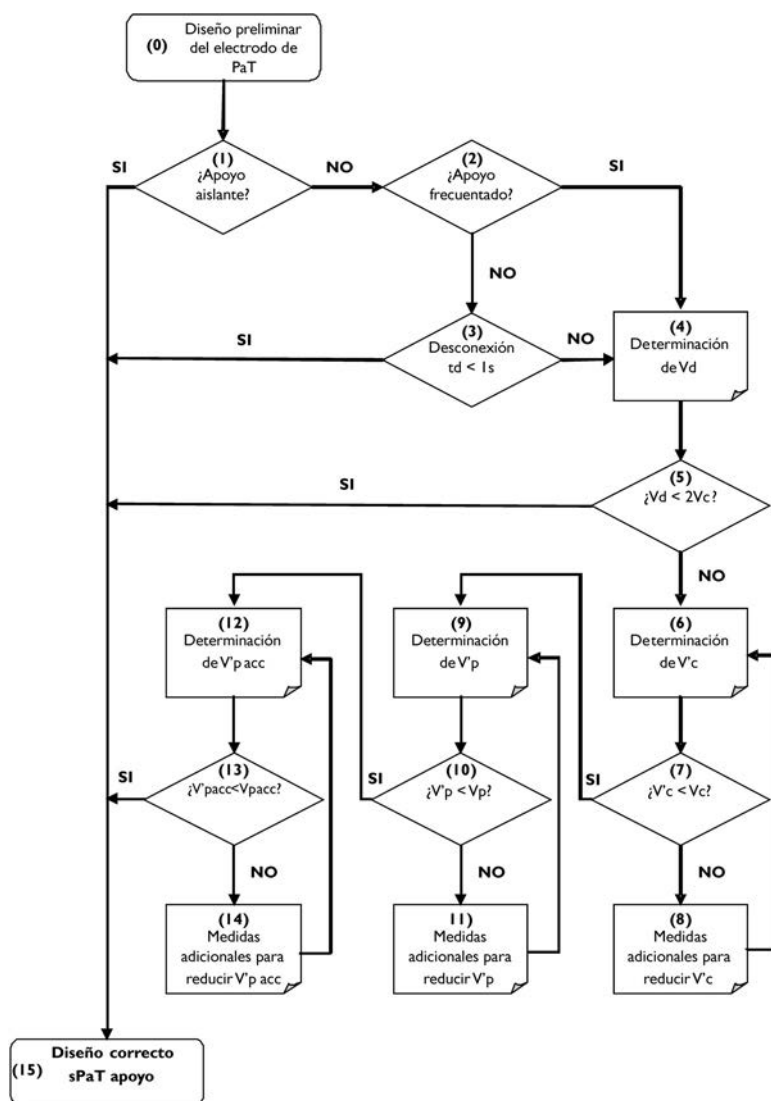 (0) Diseño preliminar
del electrodo de
PaT
(1)
¿Apoyo
aislante?
SI
NO
(2)
¿Apoyo
frecuentado?
SI
NO
(3)
Desconexión
td < 1s
SI
NO
(4)
Determinación
de Vd
(5)
¿Vd < 2Vc?
SI
NO
(12)
Determinación
de V'p acc
(9)
Determinación
de V'p
(6)
Determinación
de V'c
(13)
¿V'pacc<Vpacc?
SI
NO
(10)
¿V'p < Vp?
SI
NO
(7)
¿V'c < Vc?
SI
NO
(14)
Medidas
adicionales para
reducir V'p acc
(11)
Medidas
adicionales para
reducir V'p
(8)
Medidas
adicionales para
reducir V'c
(15) Diseño correcto
sPaT apoyo